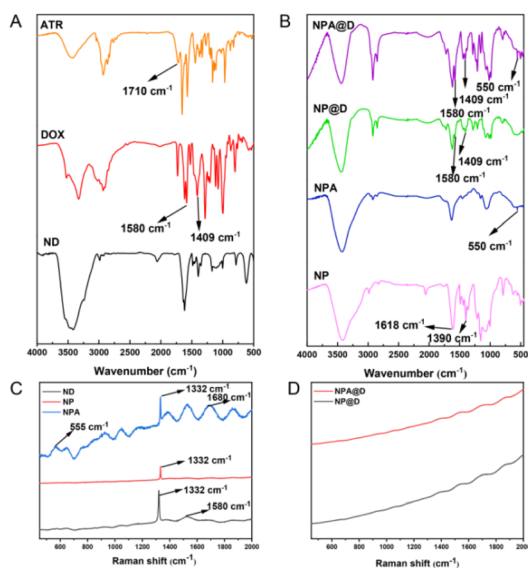 A
ATR
1710 cm⁻¹
DOX
1580 cm⁻¹
1409 cm⁻¹
ND
4000 3500 3000 2500 2000 1500 1000 500
Wavenumber (cm⁻¹)
B
NPA@D
550 cm⁻¹
1409 cm⁻¹
1580 cm⁻¹
NP@D
1409 cm⁻¹
1580 cm⁻¹
NPA
550 cm⁻¹
NP
1618 cm⁻¹
1390 cm⁻¹
4000 3500 3000 2500 2000 1500 1000 500
Wavenumber (cm⁻¹)
C
ND
NP
NPA
1332 cm⁻¹
1680 cm⁻¹
555 cm⁻¹
1332 cm⁻¹
1332 cm⁻¹
1580 cm⁻¹
600 800 1000 1200 1400 1600 1800 2000
Raman shift (cm⁻¹)
D
NPA@D
NP@D
600 800 1000 1200 1400 1600 1800 2000
Raman shift (cm⁻¹)